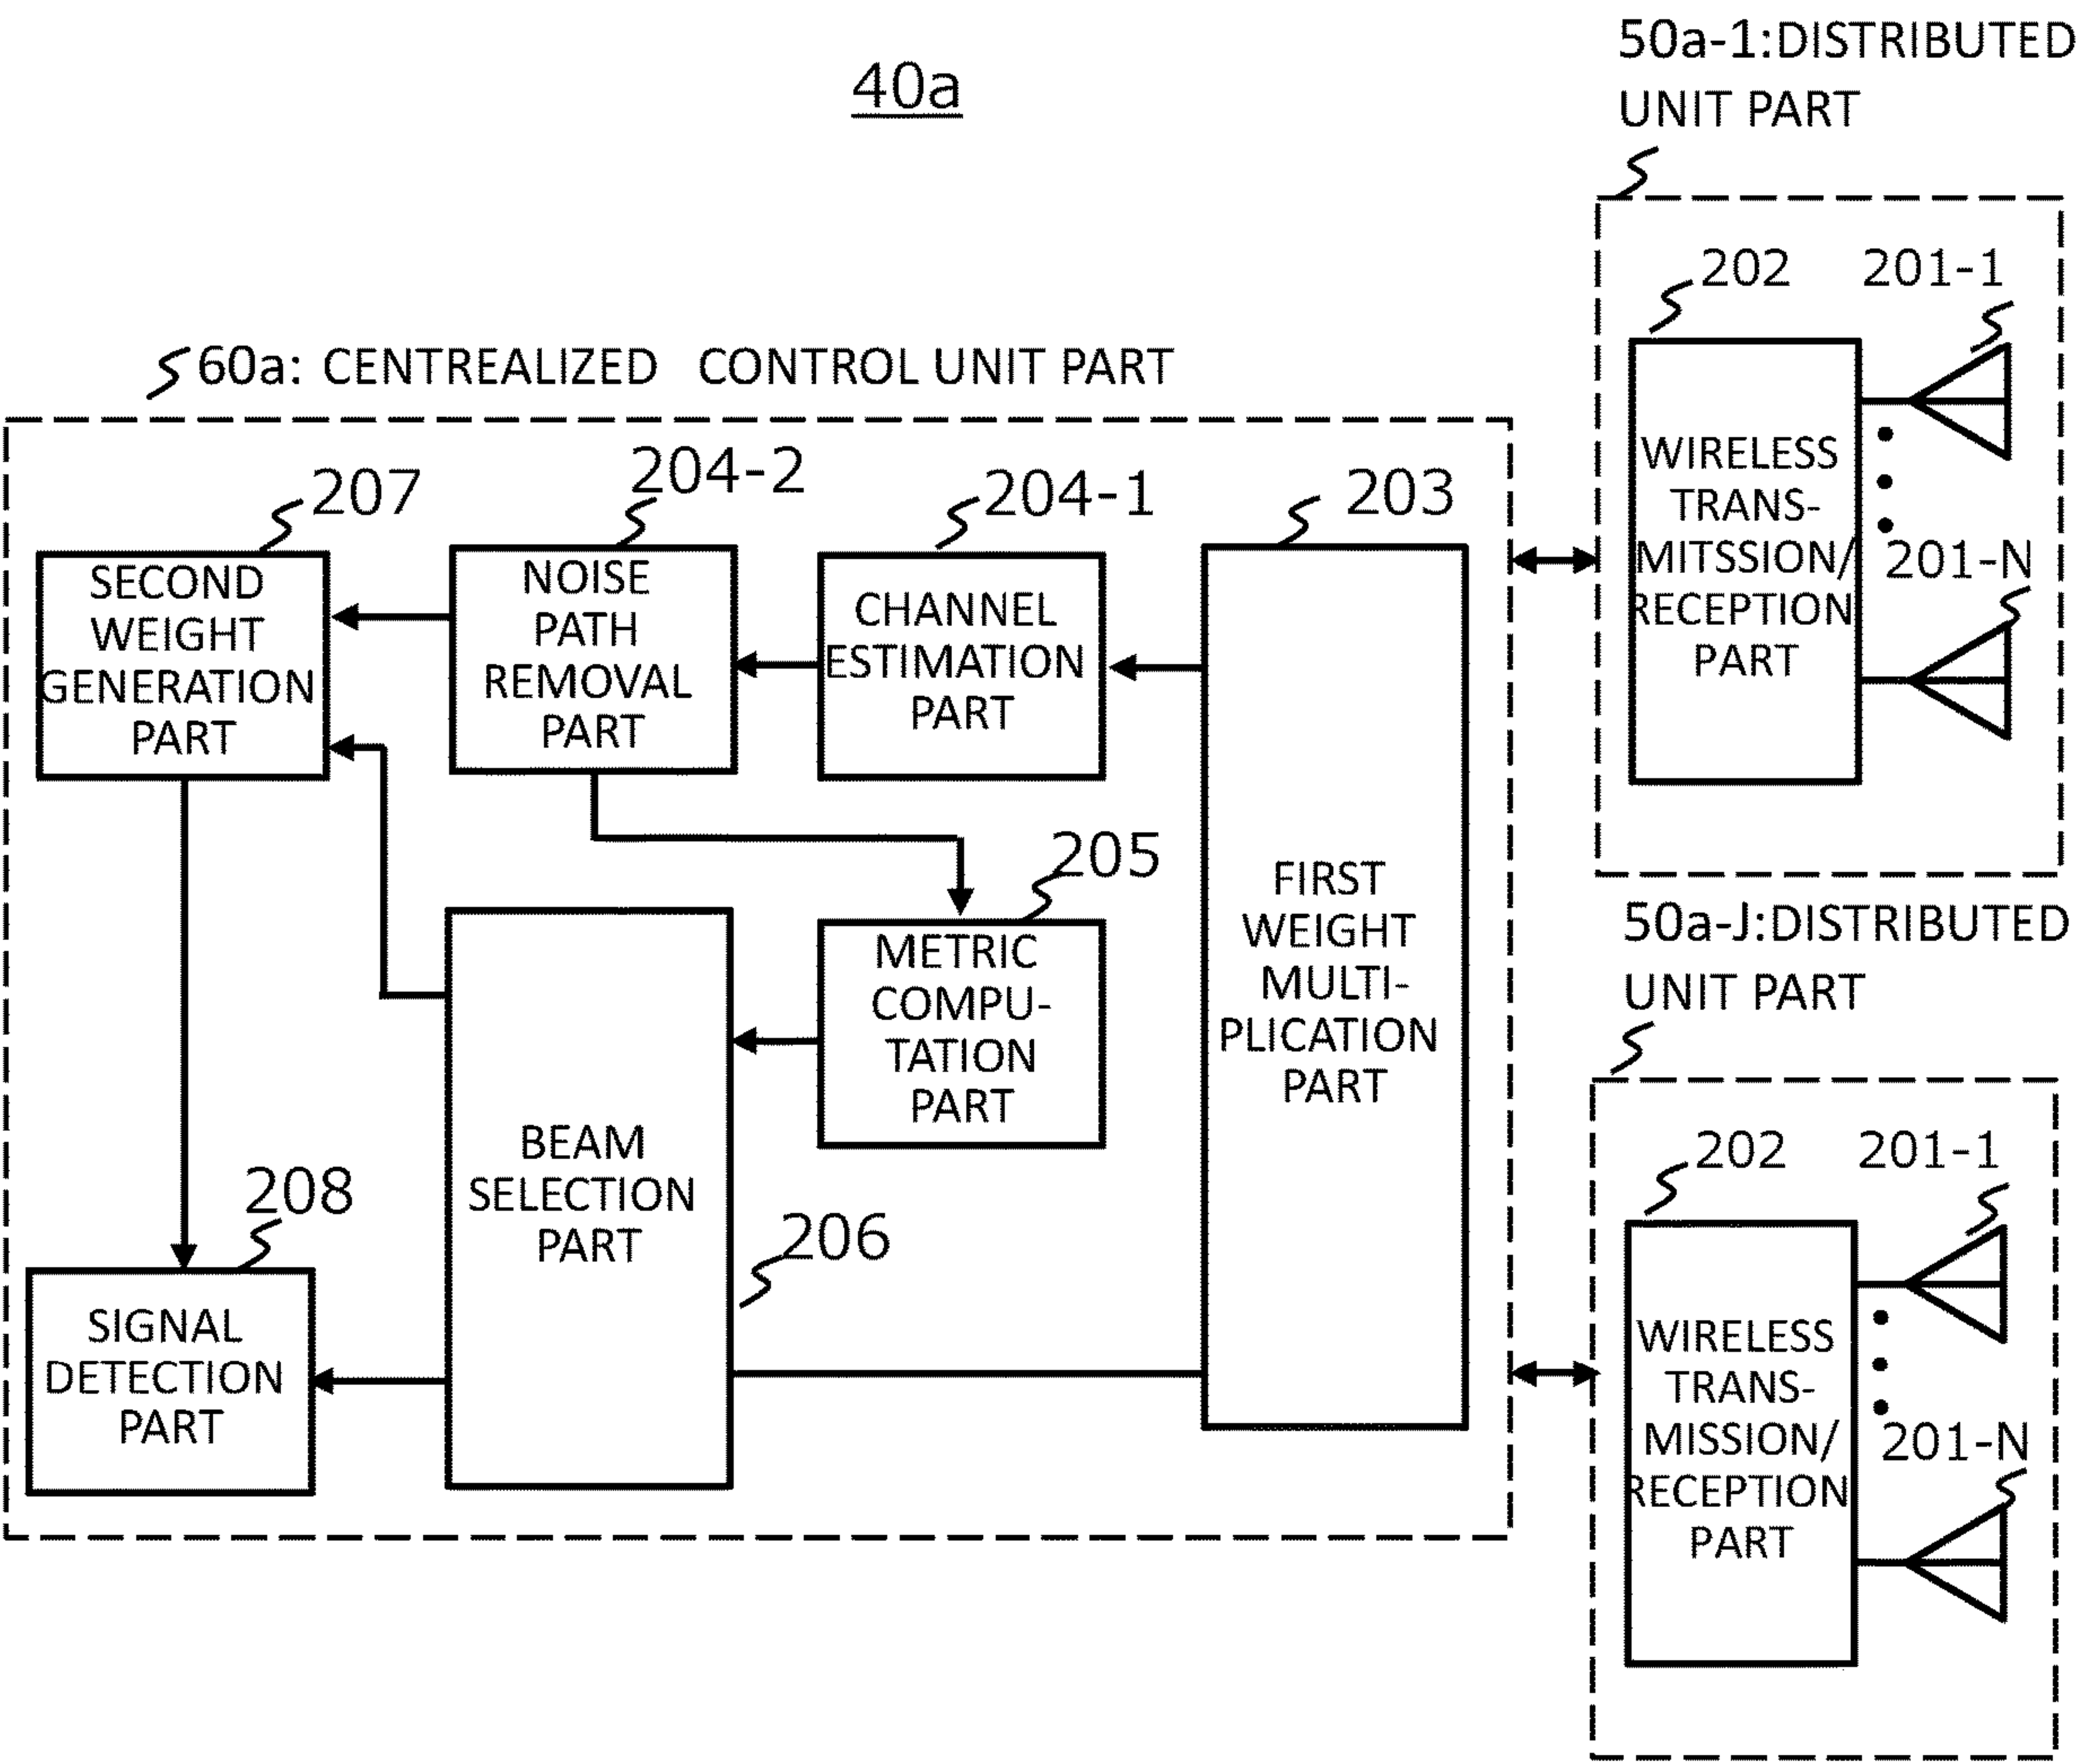 40a
50a-1:DISTRIBUTED
UNIT PART
202
201-1
WIRELESS
TRANS-
MITSSION/
RECEPTION
PART
201-N
60a: CENTREALIZED CONTROL UNIT PART
207
SECOND
WEIGHT
GENERATION
PART
204-2
NOISE
PATH
REMOVAL
PART
204-1
CHANNEL
ESTIMATION
PART
203
FIRST
WEIGHT
MULTI-
PLICATION
PART
205
METRIC
COMPU-
TATION
PART
BEAM
SELECTION
PART
206
208
SIGNAL
DETECTION
PART
50a-J:DISTRIBUTED
UNIT PART
202
201-1
WIRELESS
TRANS-
MISSION/
RECEPTION
PART
201-N